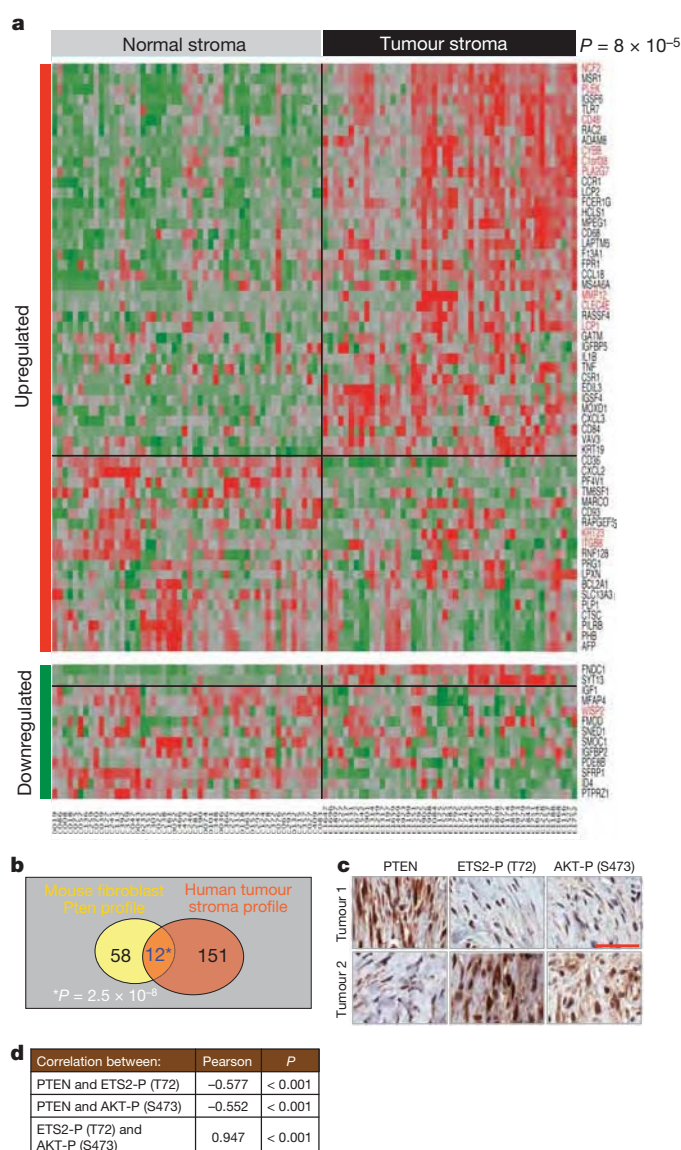 a
Normal stroma
Tumour stroma
P = 8 × 10–5
Upregulated
NCF2
MSR1
PLEK
IGSF6
TLR7
CD48
RAC2
ADAM8
CYBB
C1orf38
PLA2G7
CCR1
LCP2
FCER1G
HCLS1
MPEG1
CD68
LAPTM5
F13A1
FPR1
CCL18
MS4A6A
MMP12
CLEC4E
RASSF4
LCP1
GATM
IGFBP5
IL1B
TNF
C5R1
EDIL3
IGSF4
MOXD1
CXCL3
CD84
VAV3
KRT19
CD36
CXCL2
PF4V1
TM6SF1
MARCO
CD93
KRT23
ITGB8
RNF128
PRG1
LPXN
BCL2A1
SLC13A3
PLP1
CTSC
PILRB
PHB
AFP
Downregulated
FNDC1
SYT13
IGF1
MFAP4
WISP2
FMOD
SNED1
SMOC1
IGFBP2
PDE8B
SFRP1
ID4
PTPRZ1
b
Mouse fibroblast
Pten profile
Human tumour
stroma profile
58
12*
151
*P = 2.5 × 10–8
c
PTEN
ETS2-P (T72)
AKT-P (S473)
Tumour 1
Tumour 2
d
Correlation between: Pearson P
PTEN and ETS2-P (T72) –0.577 < 0.001
PTEN and AKT-P (S473) –0.552 < 0.001
ETS2-P (T72) and
AKT-P (S473) 0.947 < 0.001